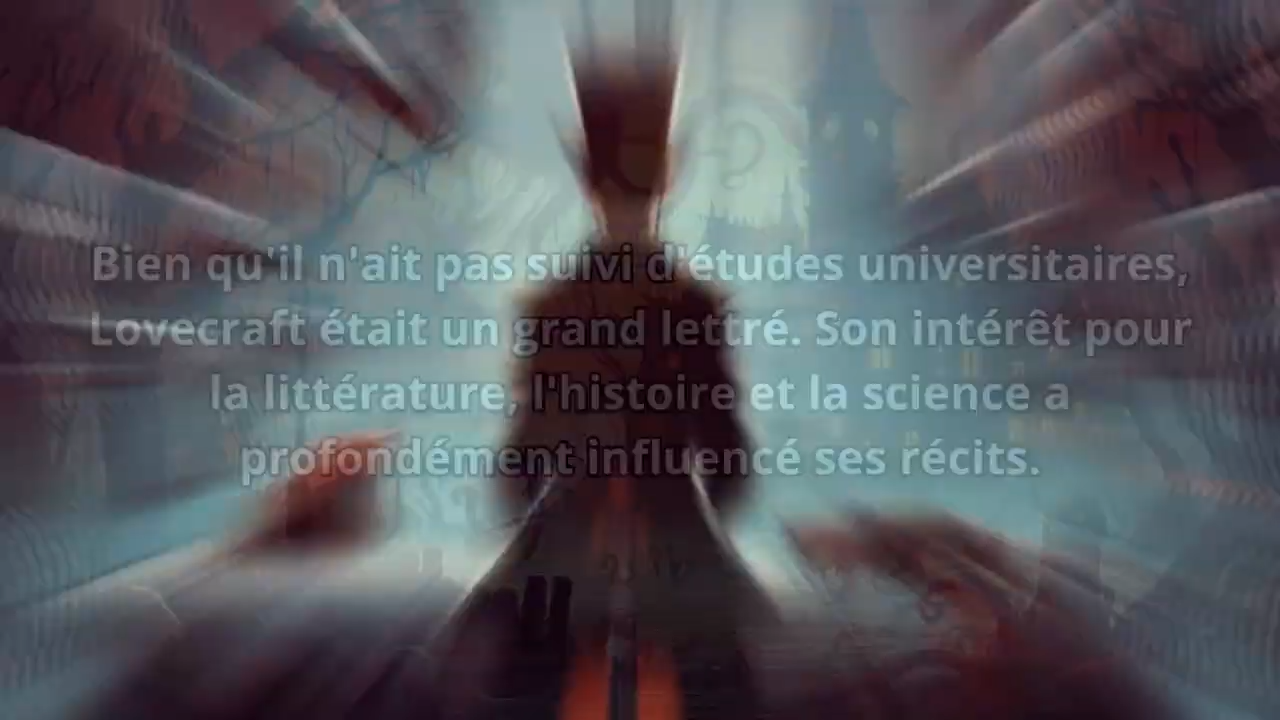 Bien qu'il n'ait pas suivi d'études universitaires,
Lovecraft était un grand lettré. Son intérêt pour
la littérature, l'histoire et la science a
profondément influencé ses récits.